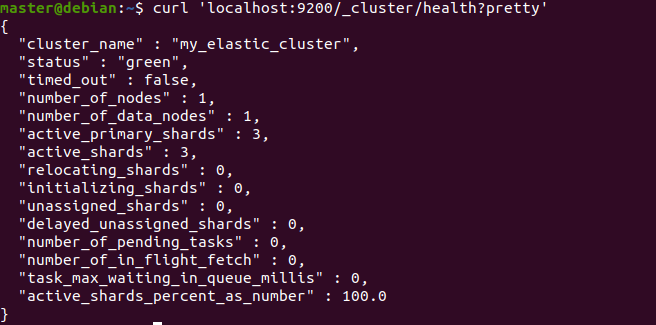 master@debian:~$ curl 'localhost:9200/_cluster/health?pretty'
{
  "cluster_name" : "my_elastic_cluster",
  "status" : "green",
  "timed_out" : false,
  "number_of_nodes" : 1,
  "number_of_data_nodes" : 1,
  "active_primary_shards" : 3,
  "active_shards" : 3,
  "relocating_shards" : 0,
  "initializing_shards" : 0,
  "unassigned_shards" : 0,
  "delayed_unassigned_shards" : 0,
  "number_of_pending_tasks" : 0,
  "number_of_in_flight_fetch" : 0,
  "task_max_waiting_in_queue_millis" : 0,
  "active_shards_percent_as_number" : 100.0
}